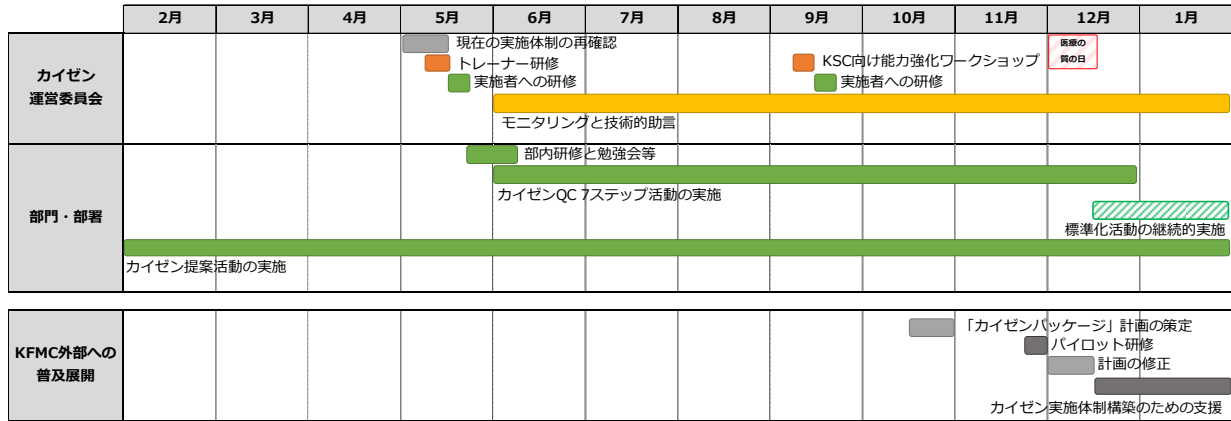 2月 3月 4月 5月 6月 7月 8月 9月 10月 11月 12月 1月
カイゼン
運営委員会
現在の実施体制の再確認
トレーナー研修
実施者への研修
KSC向け能力強化ワークショップ
実施者への研修
医療の
質の日
モニタリングと技術的助言
部門・部署
部内研修と勉強会等
カイゼンQC 7ステップ活動の実施
標準化活動の継続的実施
カイゼン提案活動の実施
KFMC外部への
普及展開
「カイゼンパッケージ」計画の策定
パイロット研修
計画の修正
カイゼン実施体制構築のための支援